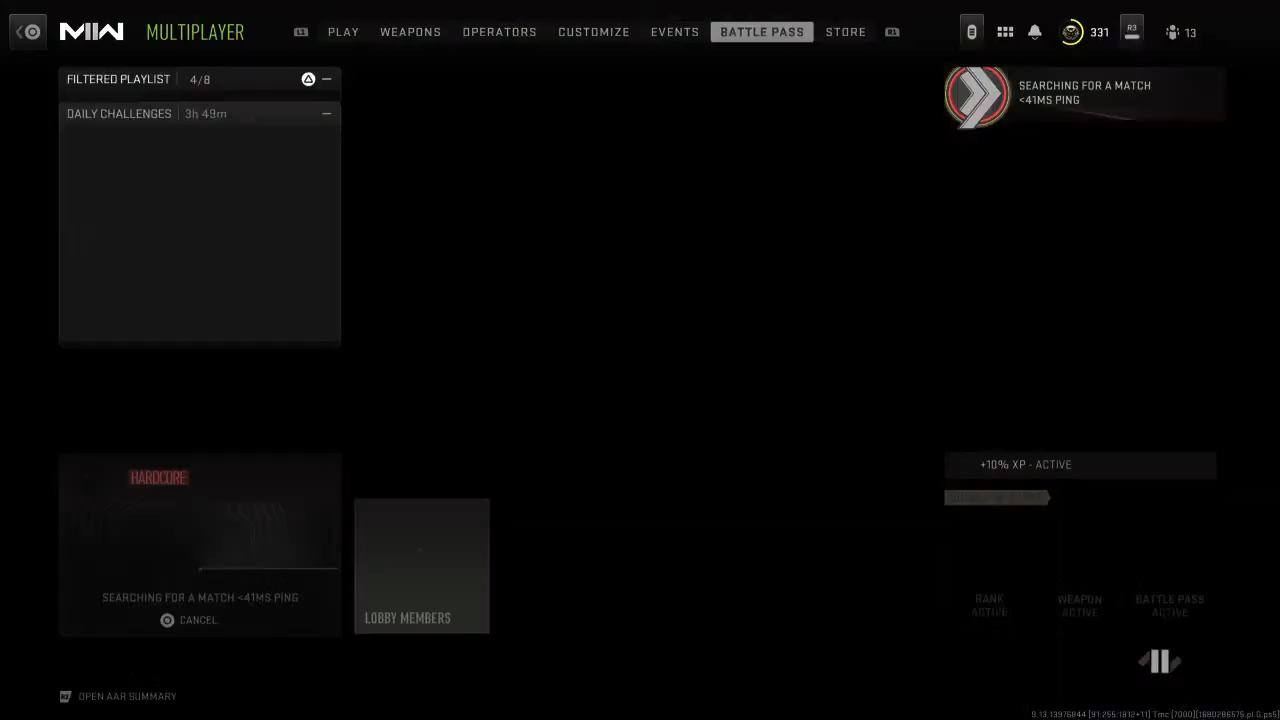 MW MULTIPLAYER
L1 PLAY WEAPONS OPERATORS CUSTOMIZE EVENTS BATTLE PASS STORE R1
331 R3 13
FILTERED PLAYLIST 4/8
DAILY CHALLENGES 3h 49m
SEARCHING FOR A MATCH
<41MS PING
HARDCORE
SEARCHING FOR A MATCH <41MS PING
CANCEL
LOBBY MEMBERS
+10% XP - ACTIVE
RANK
ACTIVE
WEAPON
ACTIVE
BATTLE PASS
ACTIVE
OPEN AAR SUMMARY